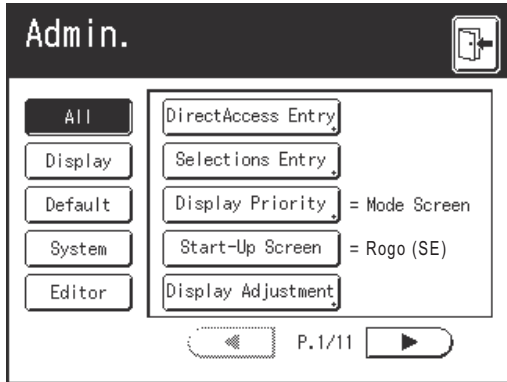 Admin.
All
DirectAccess Entry
Display
Selections Entry
Default
Display Priority = Mode Screen
System
Start-Up Screen = Rogo (SE)
Editor
Display Adjustment
P.1/11